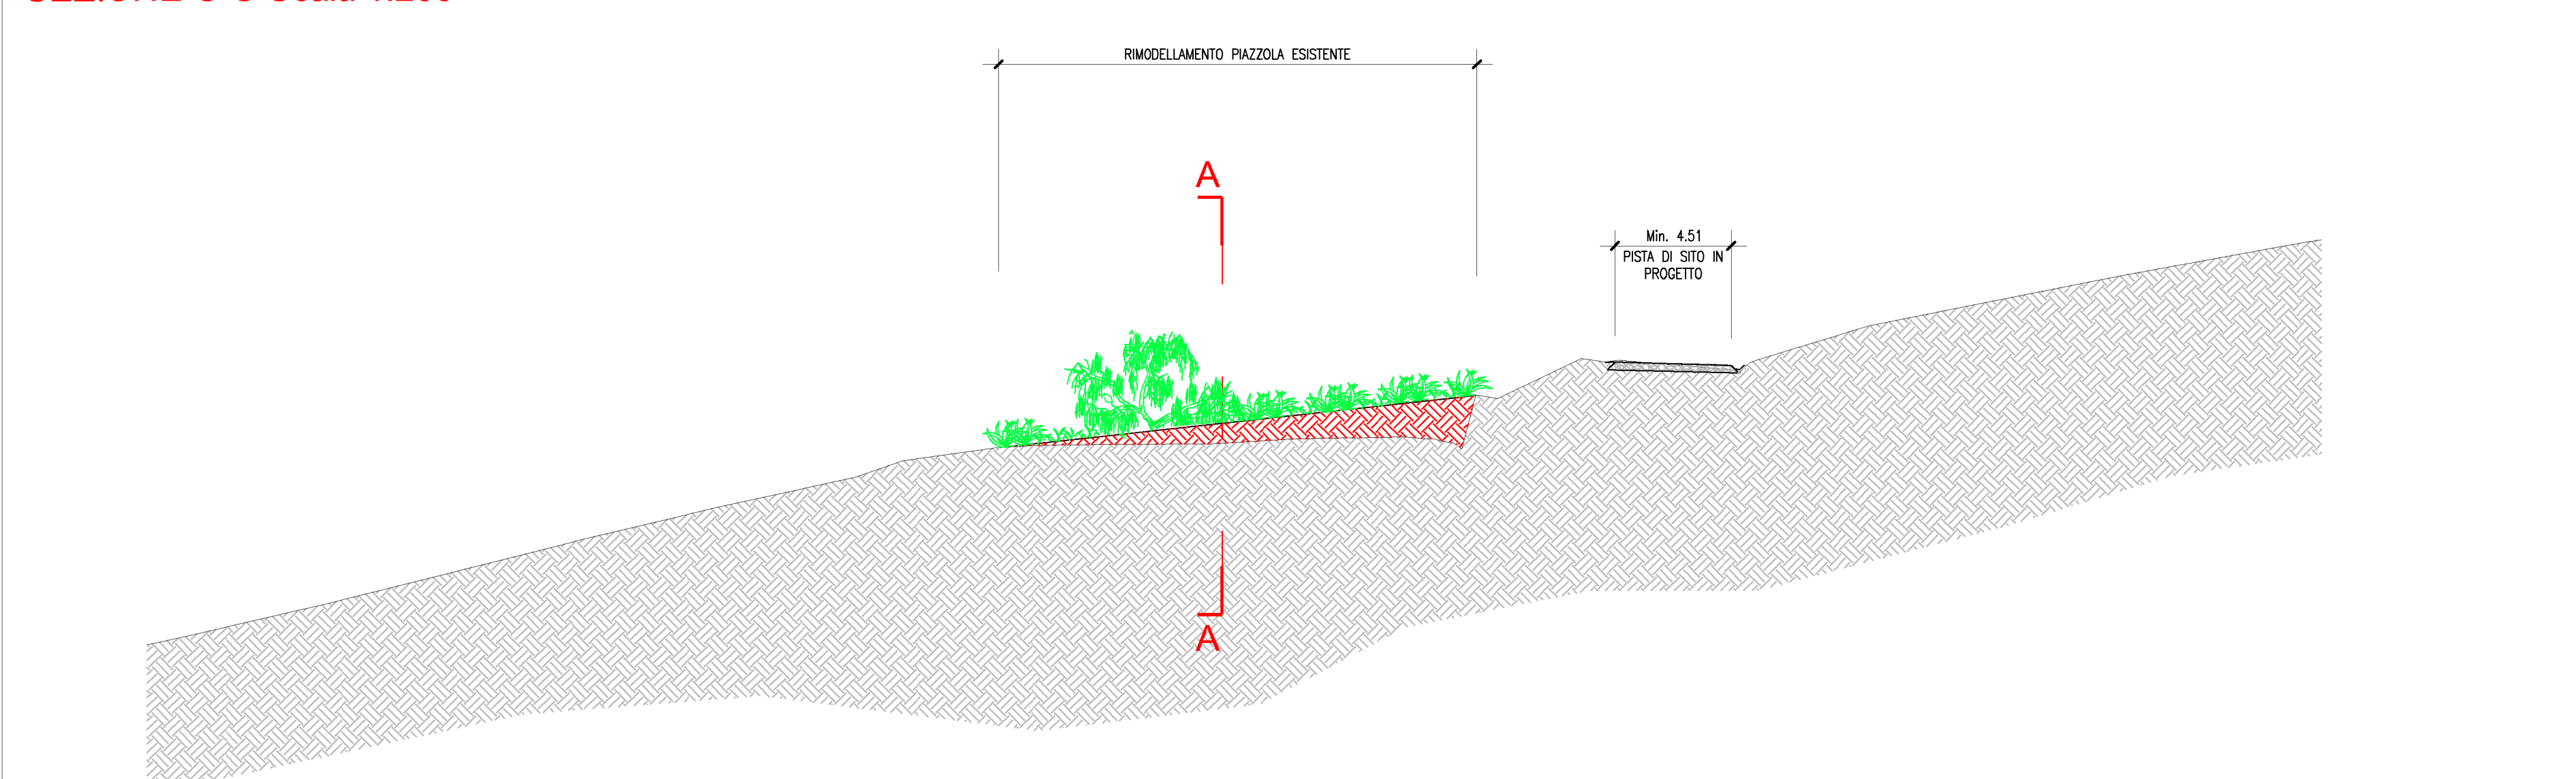 RIMODELLAMENTO PIAZZOLA ESISTENTE
A
Min. 4.51
PISTA DI SITO IN
PROGETTO
A